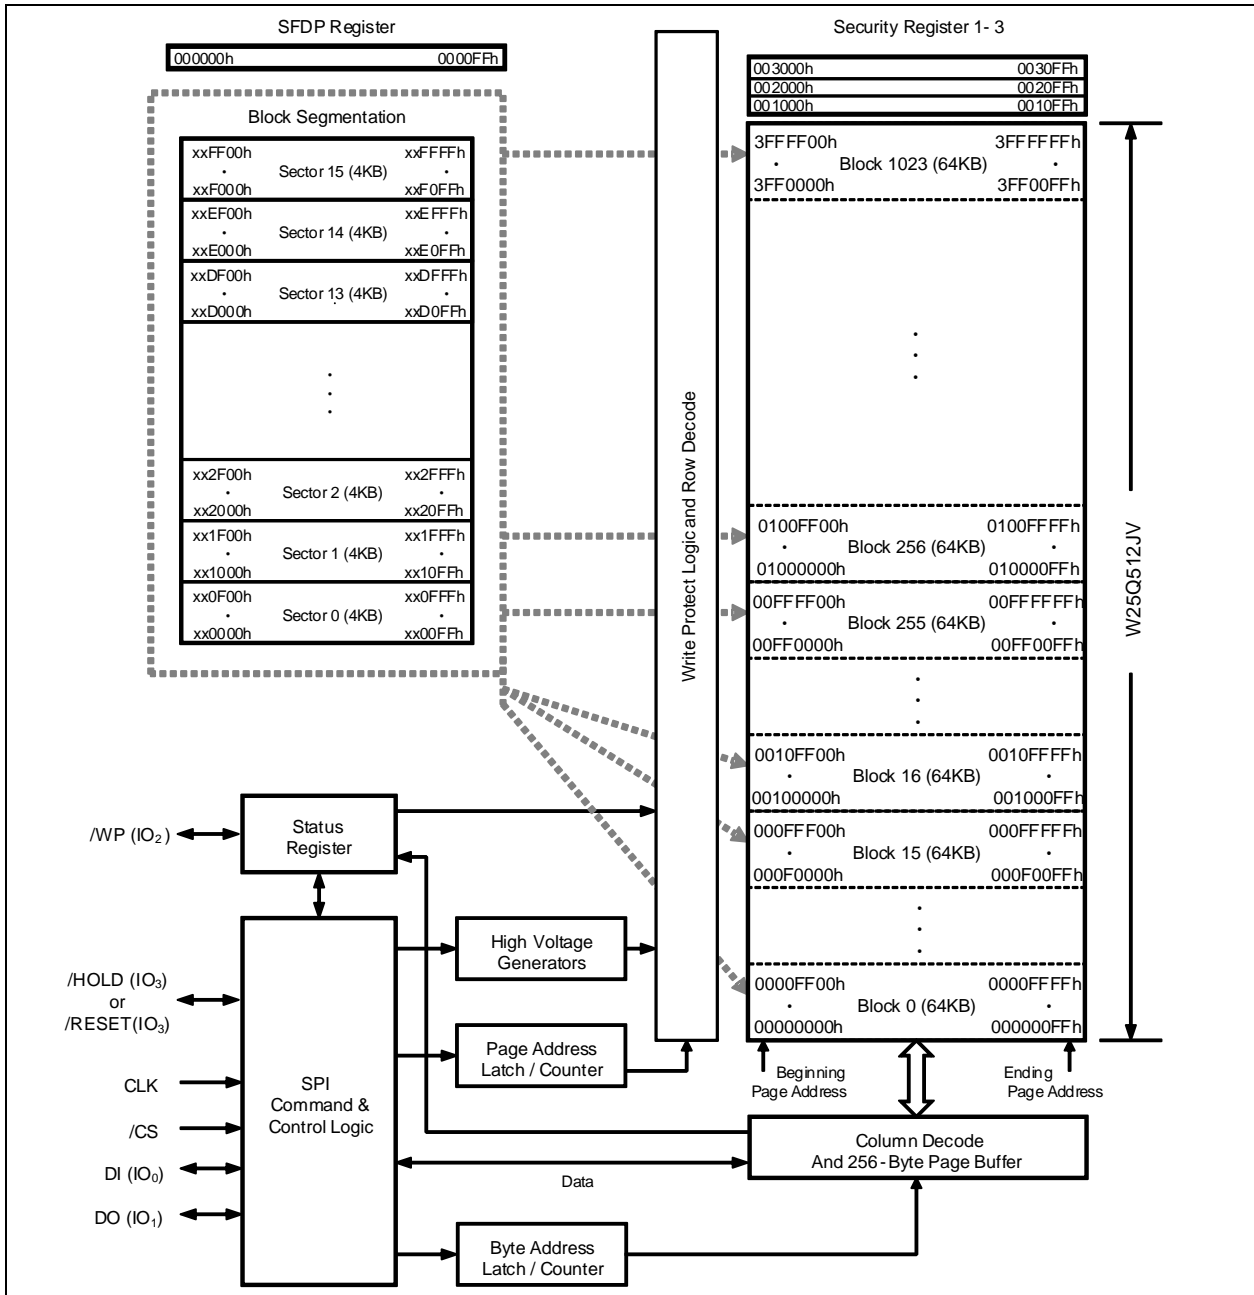 SFDP Register
000000h 0000FFh
Block Segmentation
xxFF00h xxFFFFh
Sector 15 (4KB)
xxF000h xxF0FFh
xxEF00h xxEFFFh
Sector 14 (4KB)
xxE000h xxE0FFh
xxDF00h xxDFFFh
Sector 13 (4KB)
xxD000h xxD0FFh
xx2F00h xx2FFFh
Sector 2 (4KB)
xx2000h xx20FFh
xx1F00h xx1FFFh
Sector 1 (4KB)
xx1000h xx10FFh
xx0F00h xx0FFFh
Sector 0 (4KB)
xx0000h xx00FFh
Write Protect Logic and Row Decode
Security Register 1- 3
003000h 0030FFh
002000h 0020FFh
001000h 0010FFh
3FFFF00h 3FFFFFFh
Block 1023 (64KB)
3FF0000h 3FF00FFh
0100FF00h 0100FFFFh
Block 256 (64KB)
01000000h 010000FFh
00FFFF00h 00FFFFFFh
Block 255 (64KB)
00FF0000h 00FF00FFh
0010FF00h 0010FFFFh
Block 16 (64KB)
00100000h 001000FFh
000FFF00h 000FFFFFh
Block 15 (64KB)
000F0000h 000F00FFh
0000FF00h 0000FFFFh
Block 0 (64KB)
00000000h 000000FFh
W25Q512JV
Beginning
Page Address
Ending
Page Address
/WP (IO₂)
Status
Register
/HOLD (IO₃)
or
/RESET(IO₃)
CLK
/CS
DI (IO₀)
DO (IO₁)
SPI
Command &
Control Logic
High Voltage
Generators
Page Address
Latch / Counter
Column Decode
And 256-Byte Page Buffer
Data
Byte Address
Latch / Counter